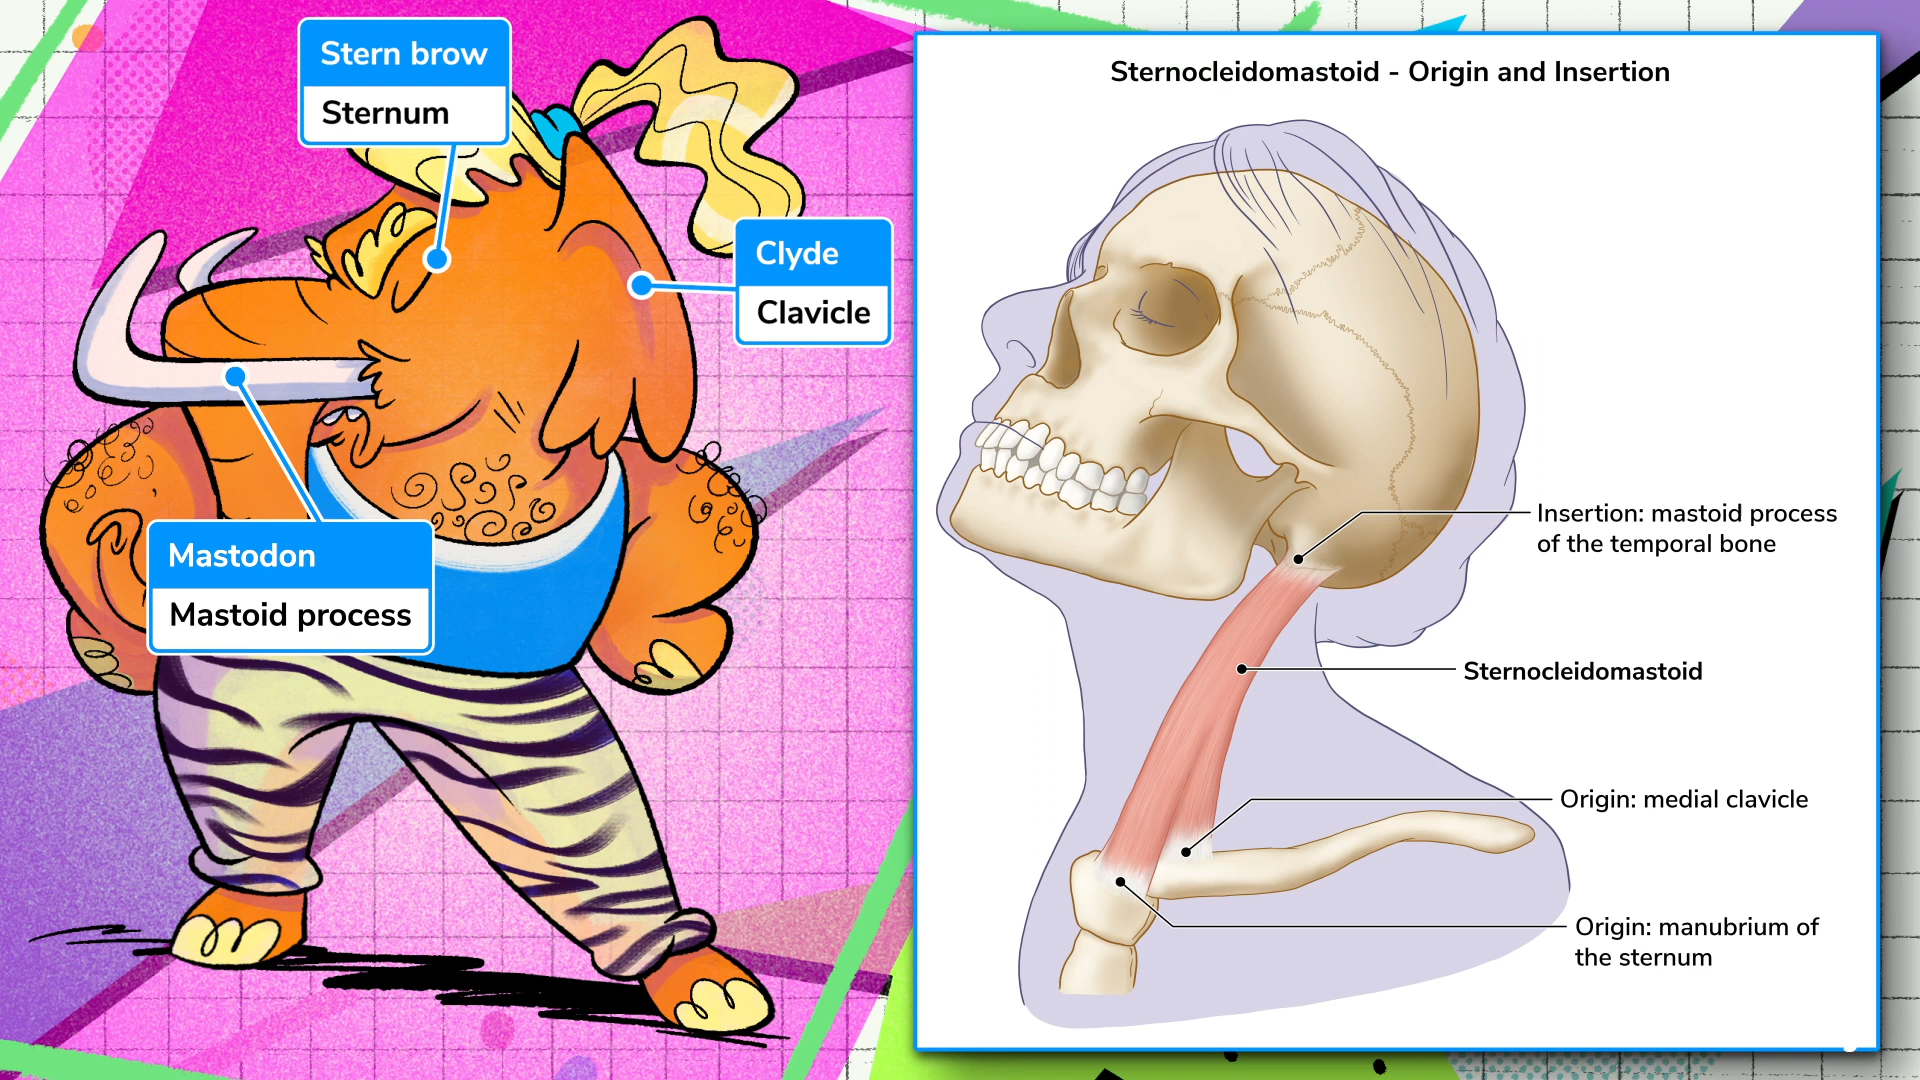 Stern brow
Sternum
Clyde
Clavicle
Mastodon
Mastoid process
Sternocleidomastoid - Origin and Insertion
Insertion: mastoid process
of the temporal bone
Sternocleidomastoid
Origin: medial clavicle
Origin: manubrium of
the sternum